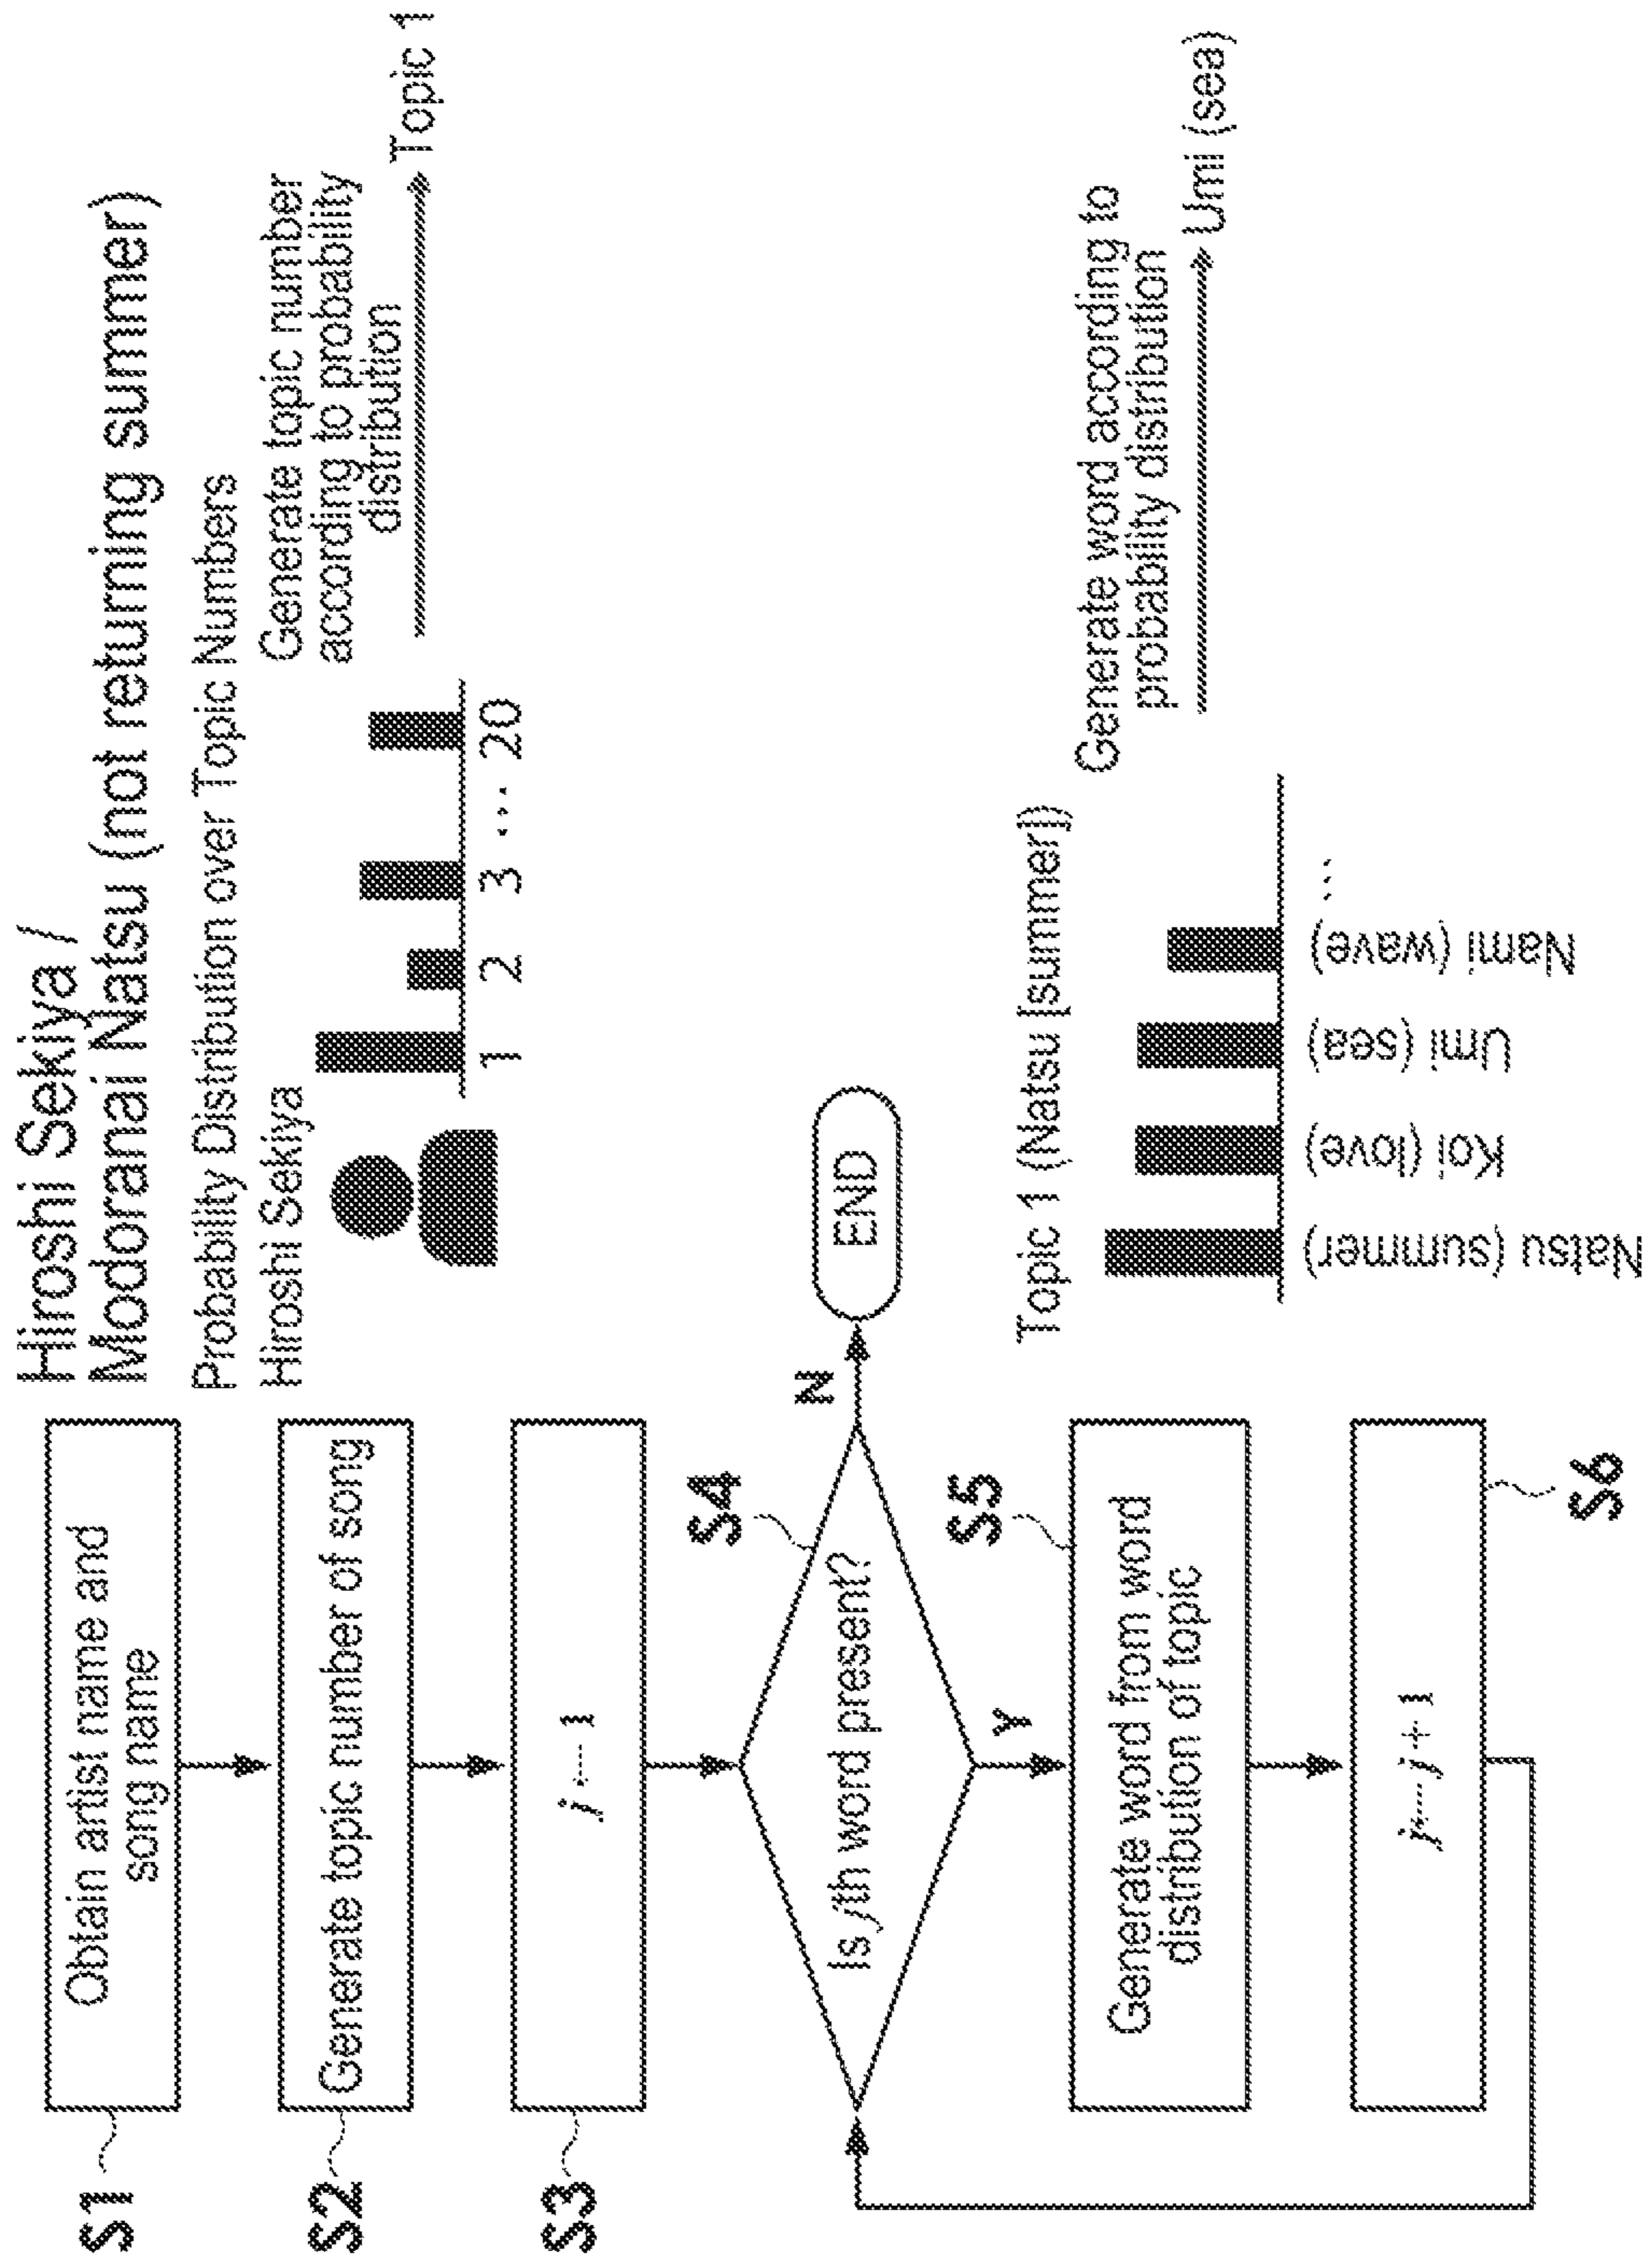 S1
Obtain artist name and
song name
Hiroshi Sekiya /
Modoranai Natsu (not returning summer)
S2
Generate topic number of song
Probability Distribution over Topic Numbers
Hiroshi Sekiya
1 2 3 ... 20
Generate topic number
according to probability
distribution
Topic 1
S3
j ← 1
S4
Is jth word present?
N
END
Y
S5
Generate word from word
distribution of topic
Topic 1 (Natsu [summer])
Natsu (summer)
Koi (love)
Umi (sea)
Nami (wave)
...
Generate word according to
probability distribution
Umi (sea)
S6
j ← j + 1